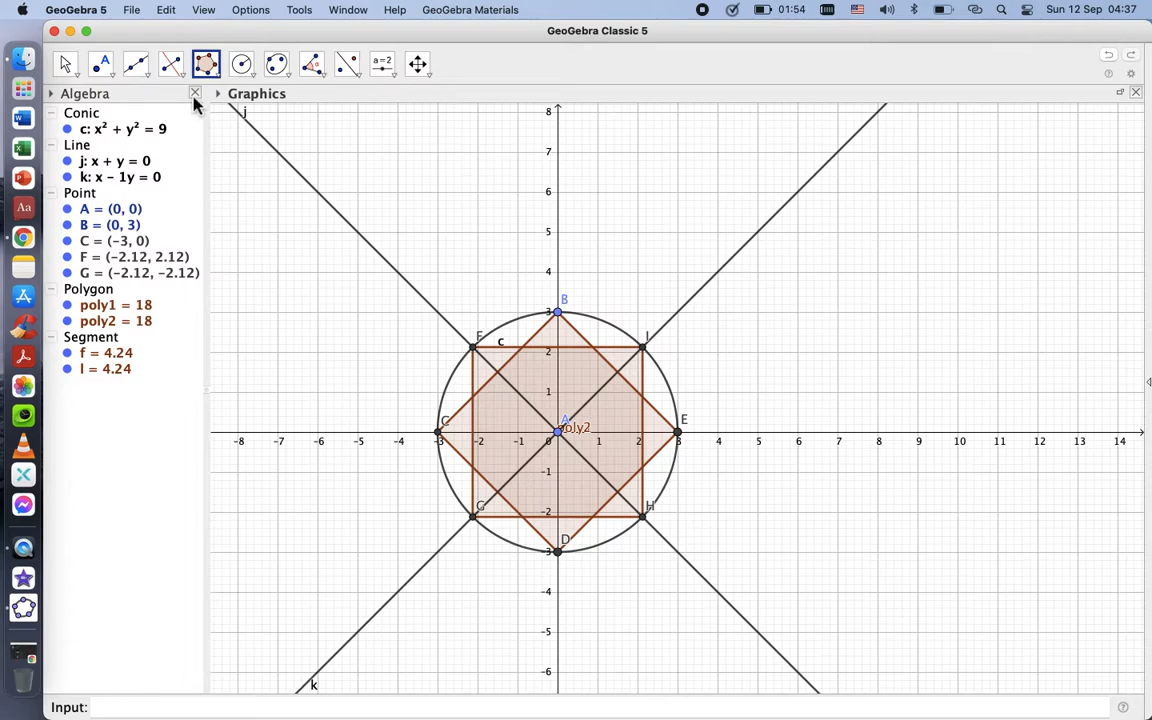 GeoGebra 5 File Edit View Options Tools Window Help GeoGebra Materials 01:54 Sun 12 Sep 04:37
GeoGebra Classic 5
a=2
Algebra
Graphics
Conic
c: x² + y² = 9
Line
j: x + y = 0
k: x – 1y = 0
Point
A = (0, 0)
B = (0, 3)
C = (–3, 0)
F = (–2.12, 2.12)
G = (–2.12, –2.12)
Polygon
poly1 = 18
poly2 = 18
Segment
f = 4.24
l = 4.24
j
8
7
6
5
4
B
3
F
c
I
2
1
C
A
E
poly2
-8 -7 -6 -5 -4 -3 -2 -1 0 1 2 3 4 5 6 7 8 9 10 11 12 13 14
-1
G
H
-2
D
-3
-4
-5
-6
k
Input: